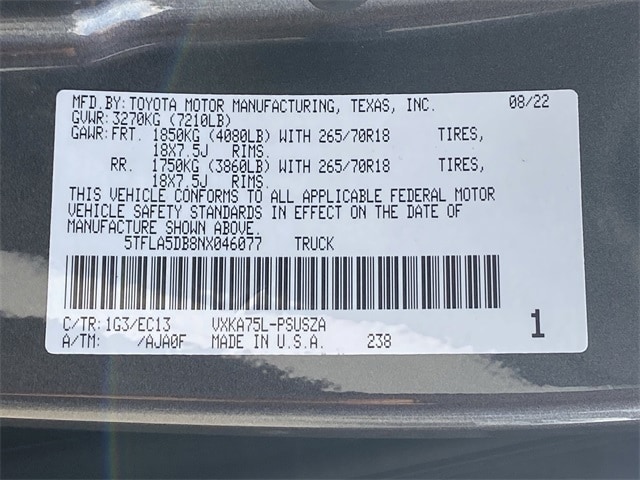 MFD.BY: TOYOTA MOTOR MANUFACTURING, TEXAS, INC. 08/22
GVWR: 3270KG (7210LB)
GAWR: FRT. 1850KG (4080LB) WITH 265/70R18 TIRES,
18X7.5J RIMS.
RR. 1750KG (3860LB) WITH 265/70R18 TIRES,
18X7.5J RIMS.
THIS VEHICLE CONFORMS TO ALL APPLICABLE FEDERAL MOTOR
VEHICLE SAFETY STANDARDS IN EFFECT ON THE DATE OF
MANUFACTURE SHOWN ABOVE.
5TFLA5DB8NX046077 TRUCK
C/TR: 1G3/EC13 VXKA75L-PSUSZA 1
A/TM: /AJA0F MADE IN U.S.A. 238